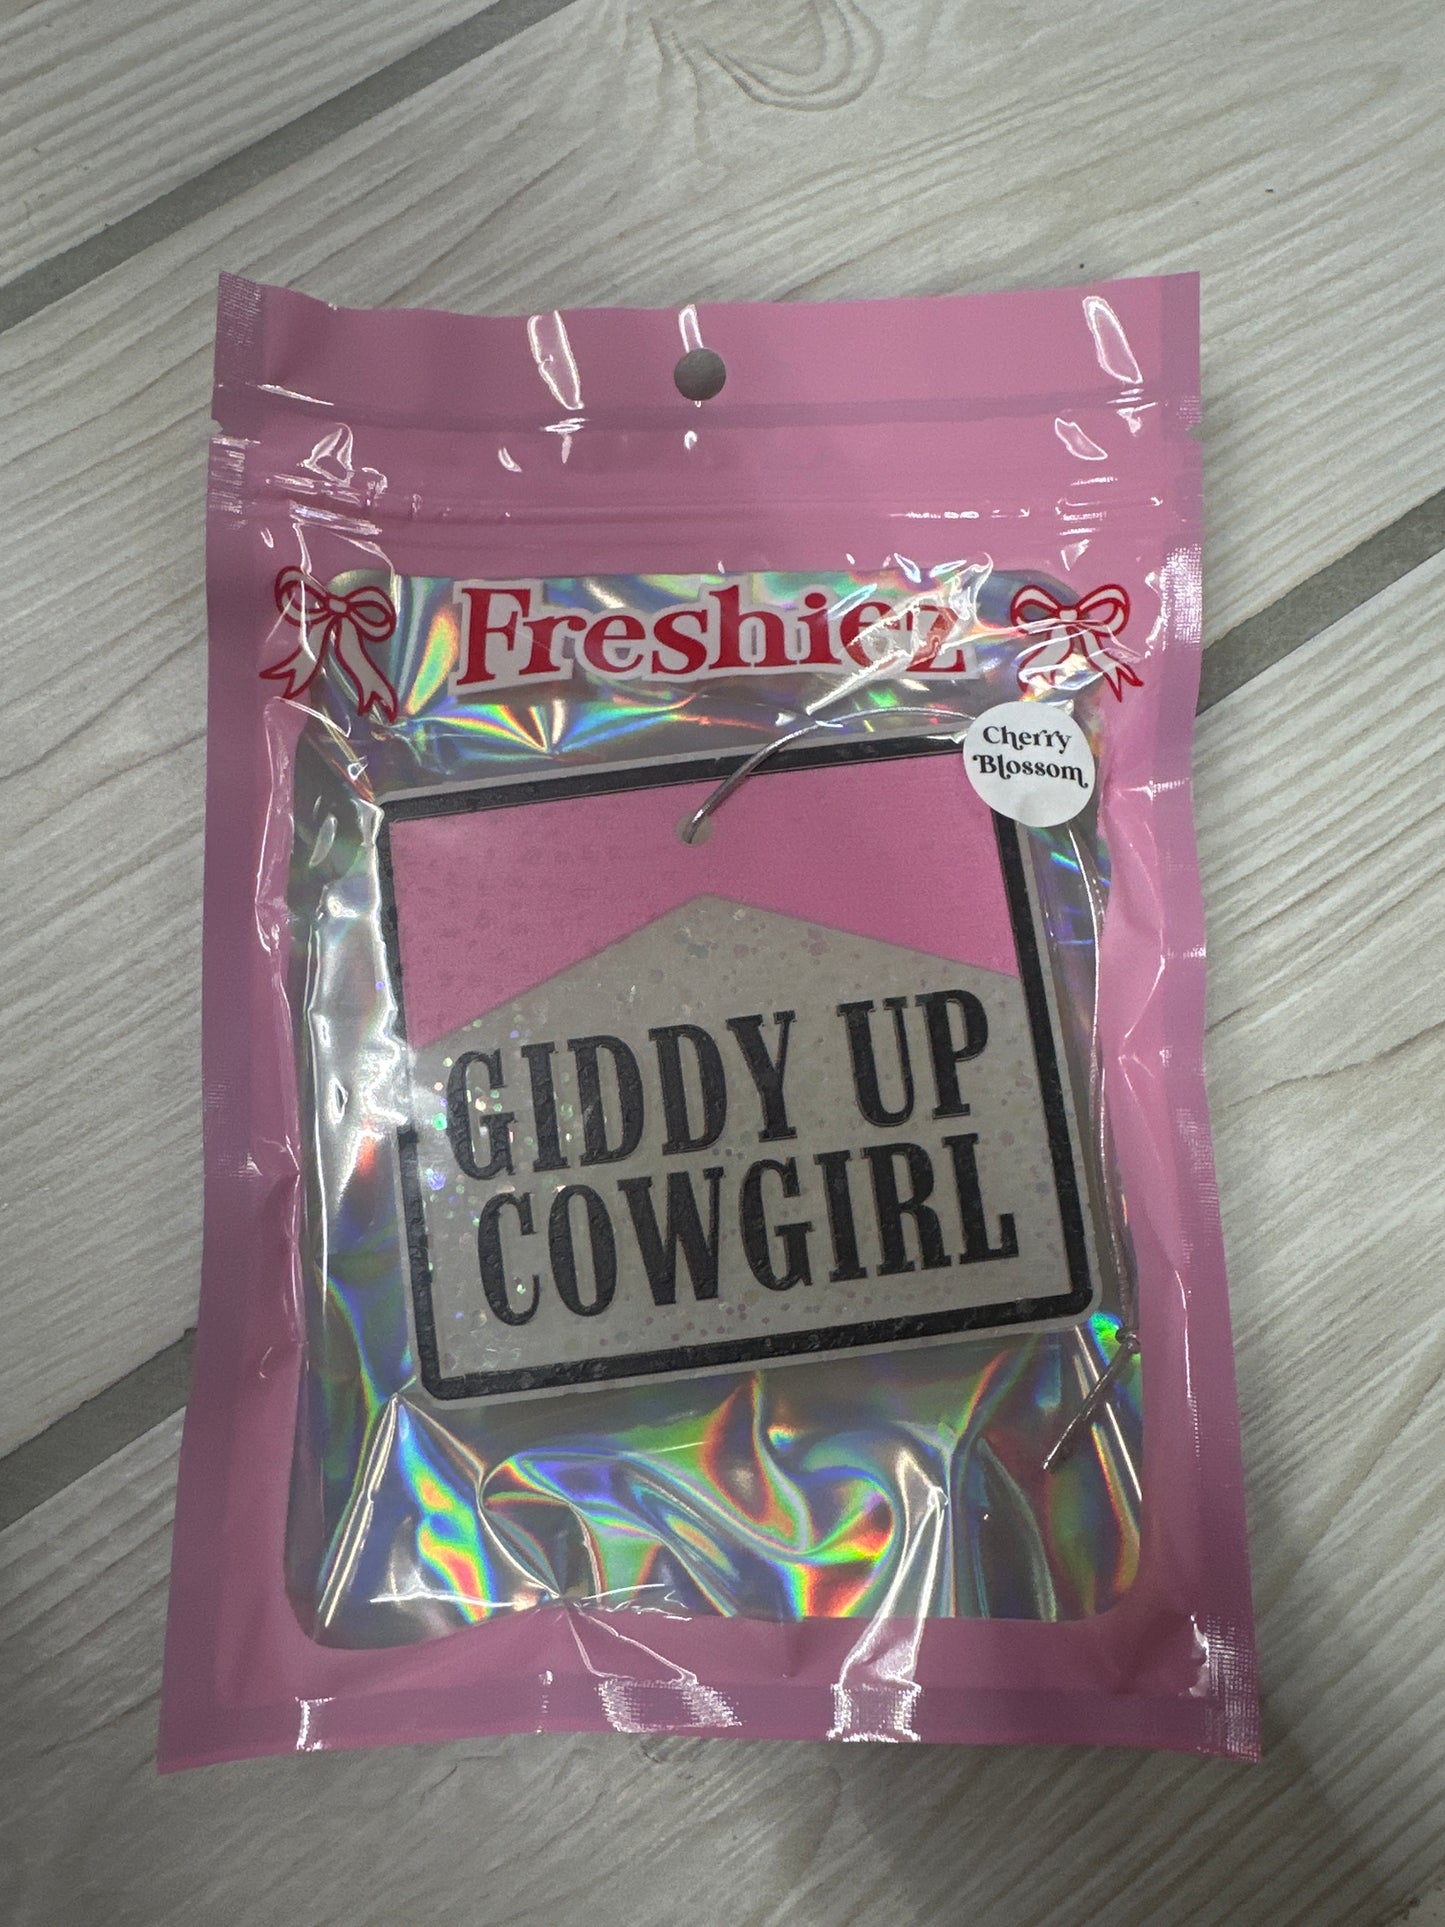 Freshiez
Cherry
Blossom
GIDDY UP
COWGIRL